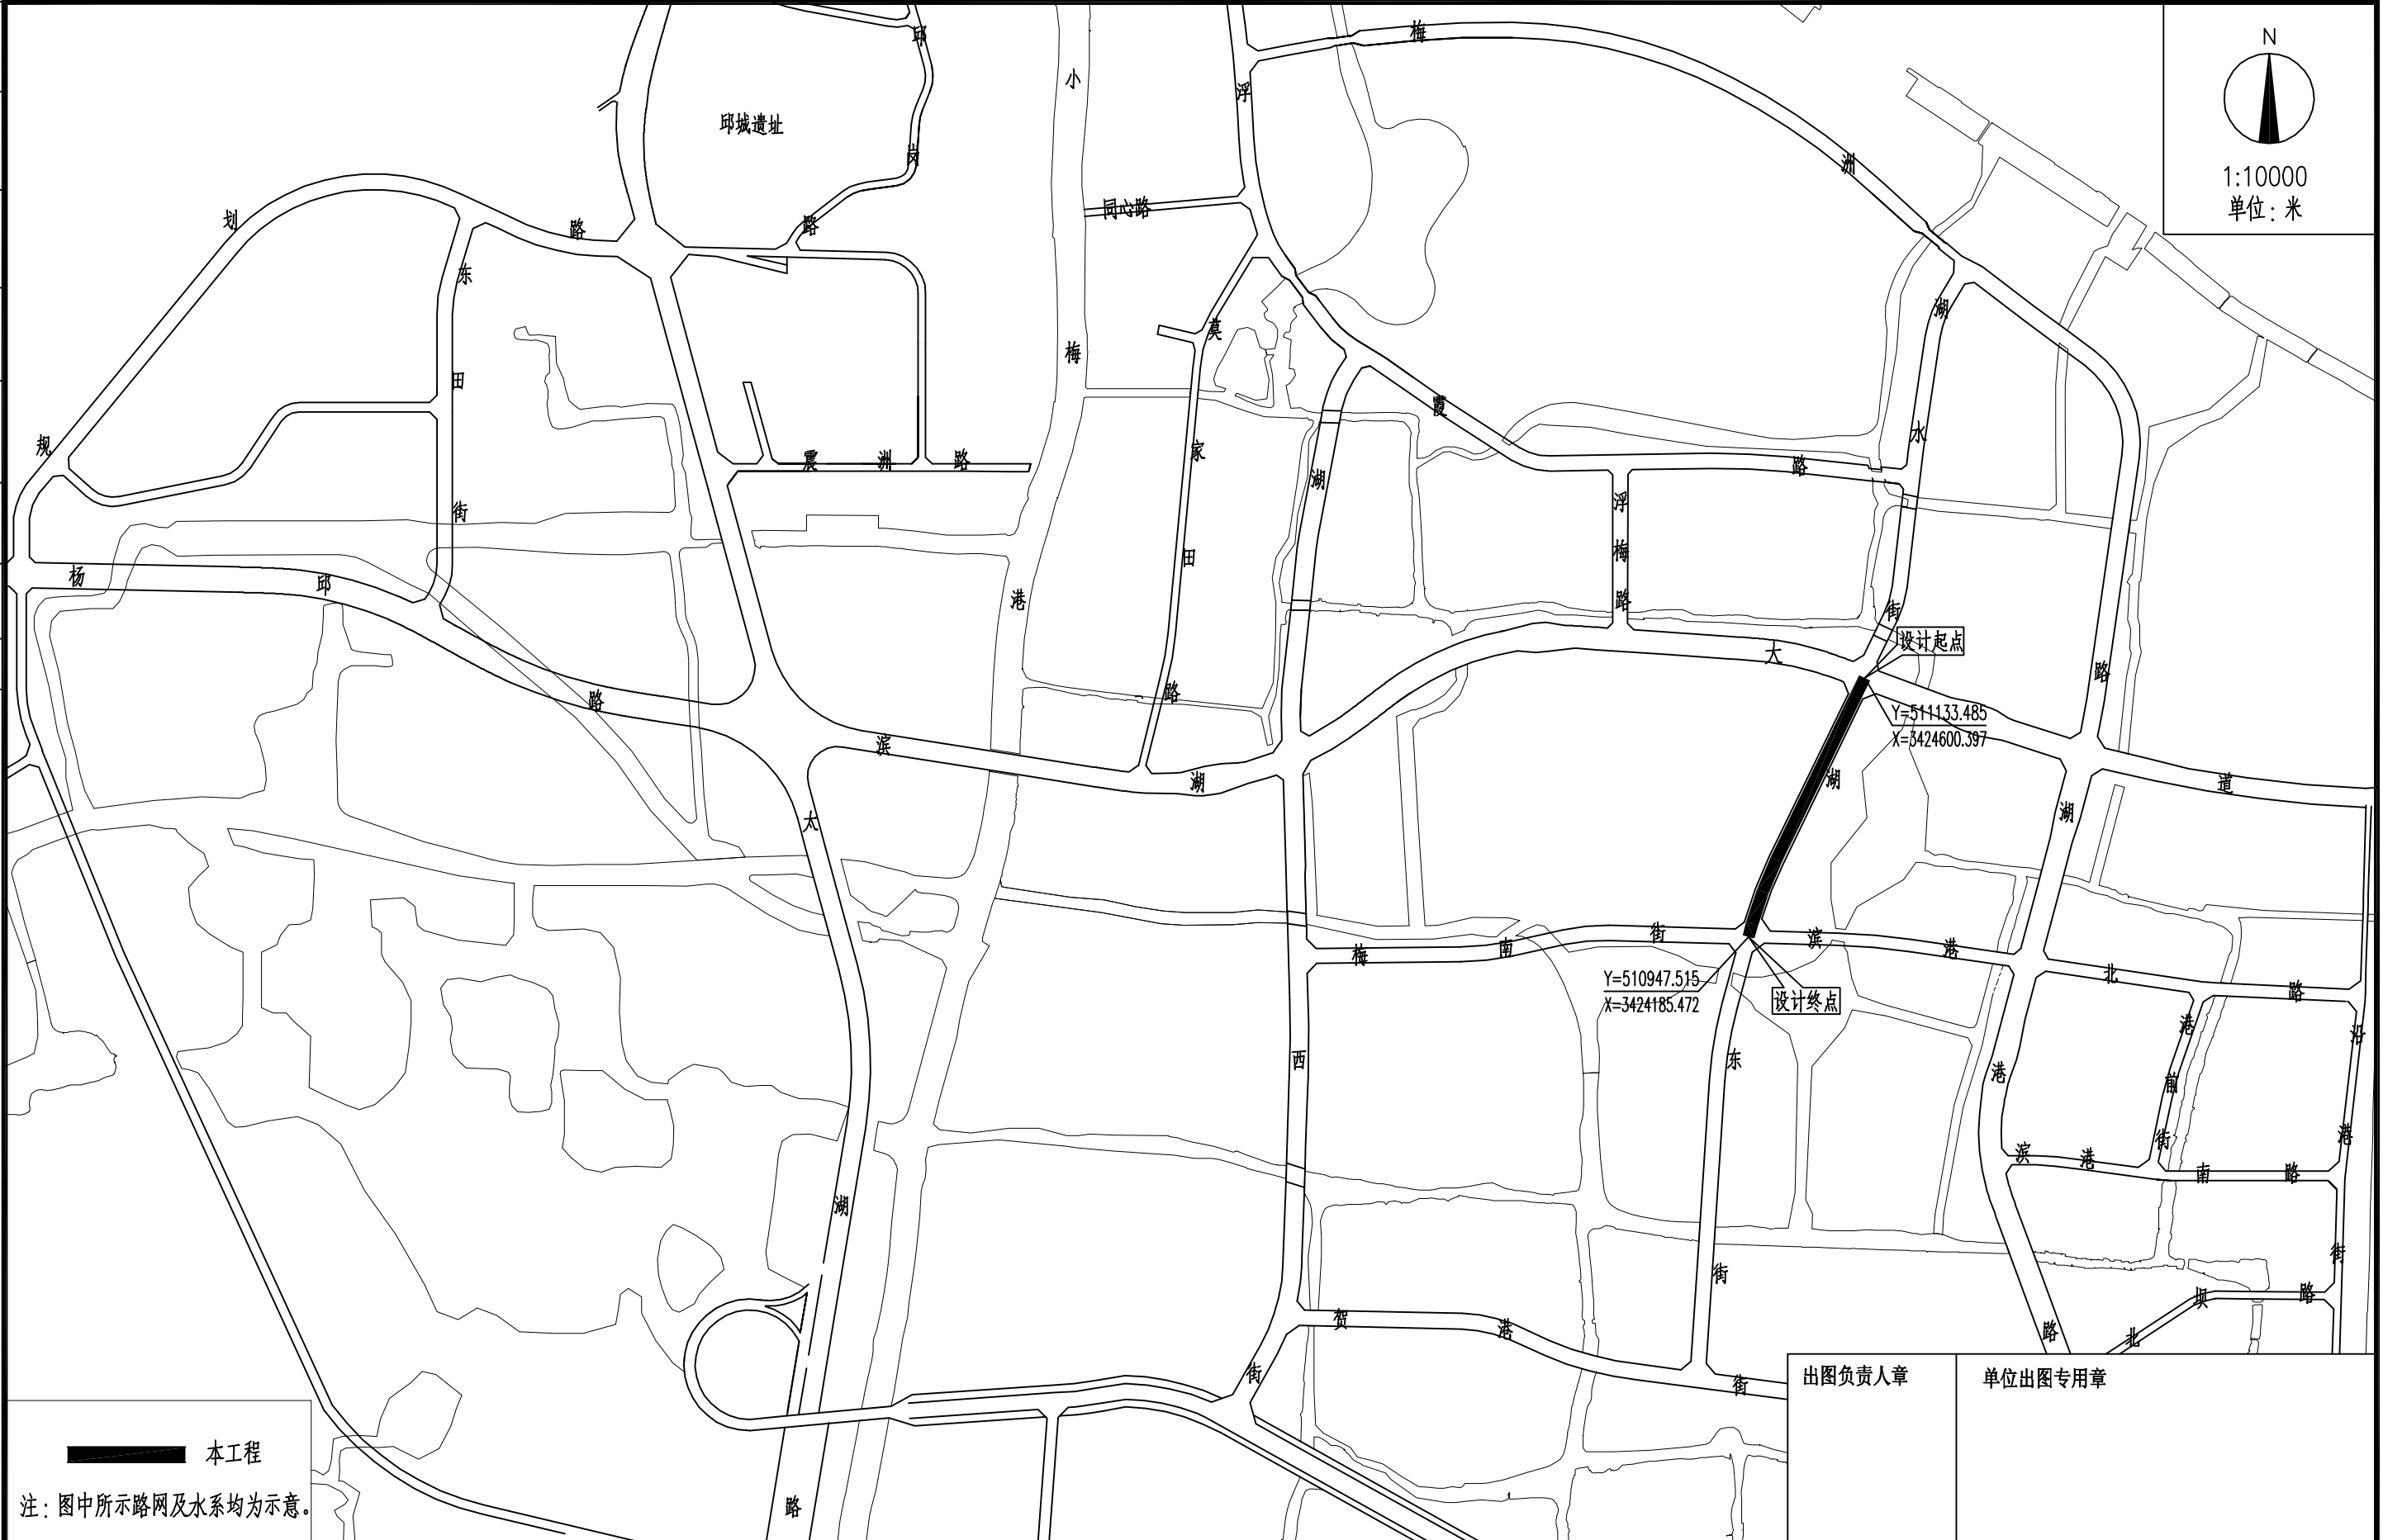 N
1:10000
单位：米
邱城遗址
邱岗路
小梅港
浮霞路
梅洲路
同心路
规划路
东田街
震洲路
莫家田路
湖西街
浮梅路
湖水街
杨邱路
设计起点
Y=511133.485
X=3424600.397
滨湖大道
太湖路
湖东街
湖港路
梅南街
滨港北路
Y=510947.515
X=3424185.472
设计终点
港前街
沿港街
滨港南路
北坝路
贺港街
出图负责人章
单位出图专用章
本工程
注：图中所示路网及水系均为示意。